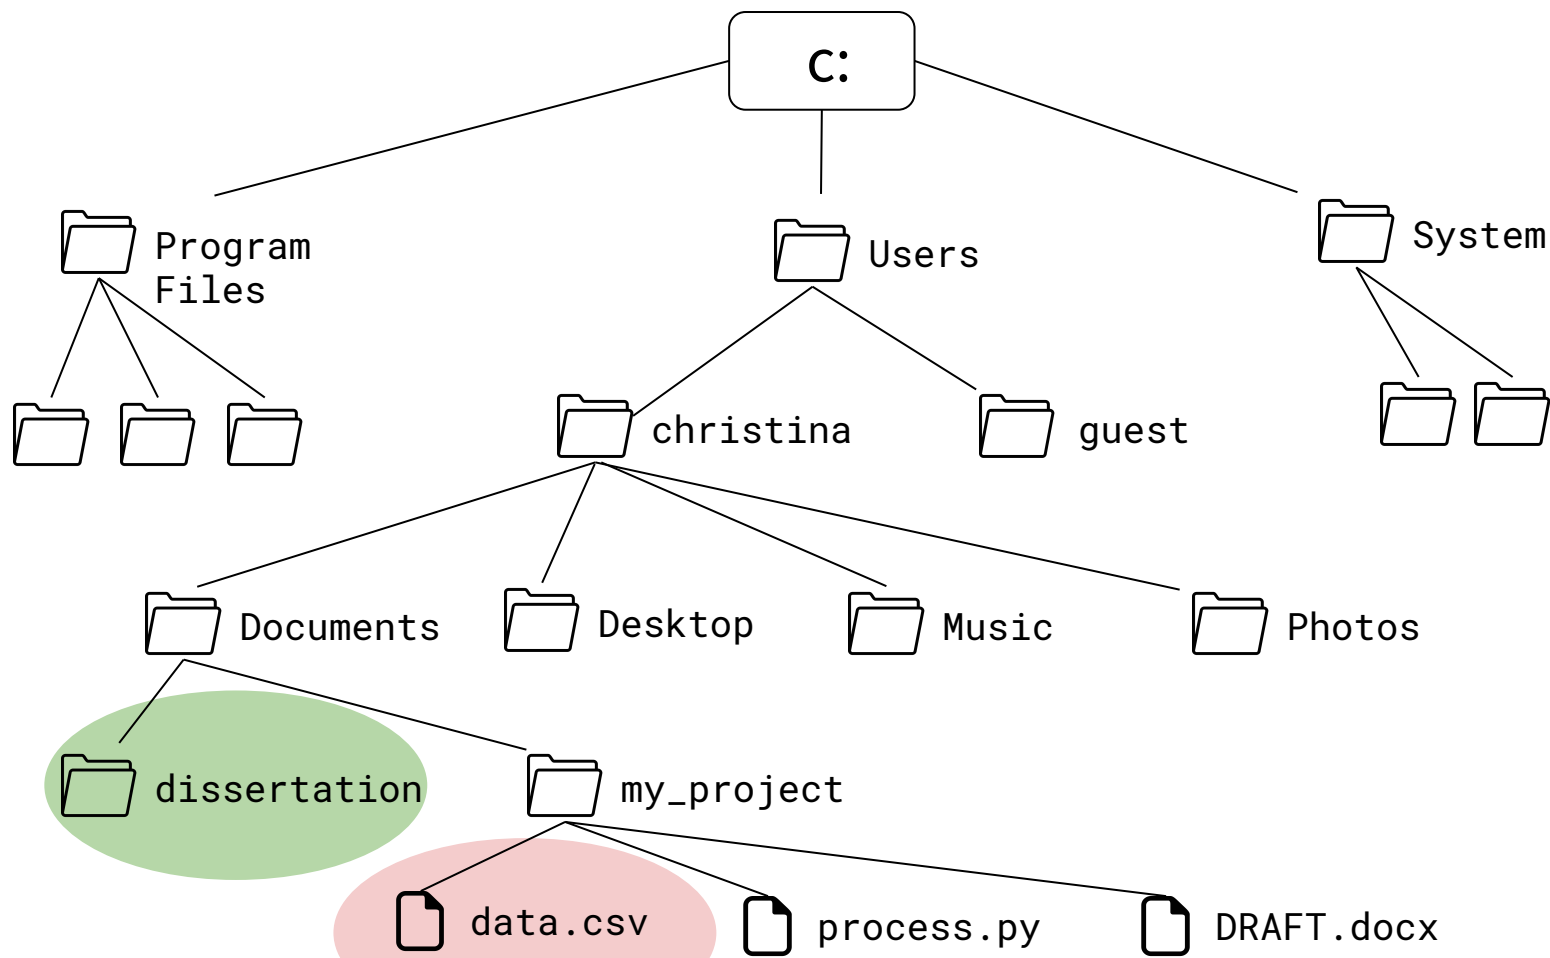 C:
Program
Files
Users
System
christina
guest
Documents
Desktop
Music
Photos
dissertation
my_project
data.csv
process.py
DRAFT.docx